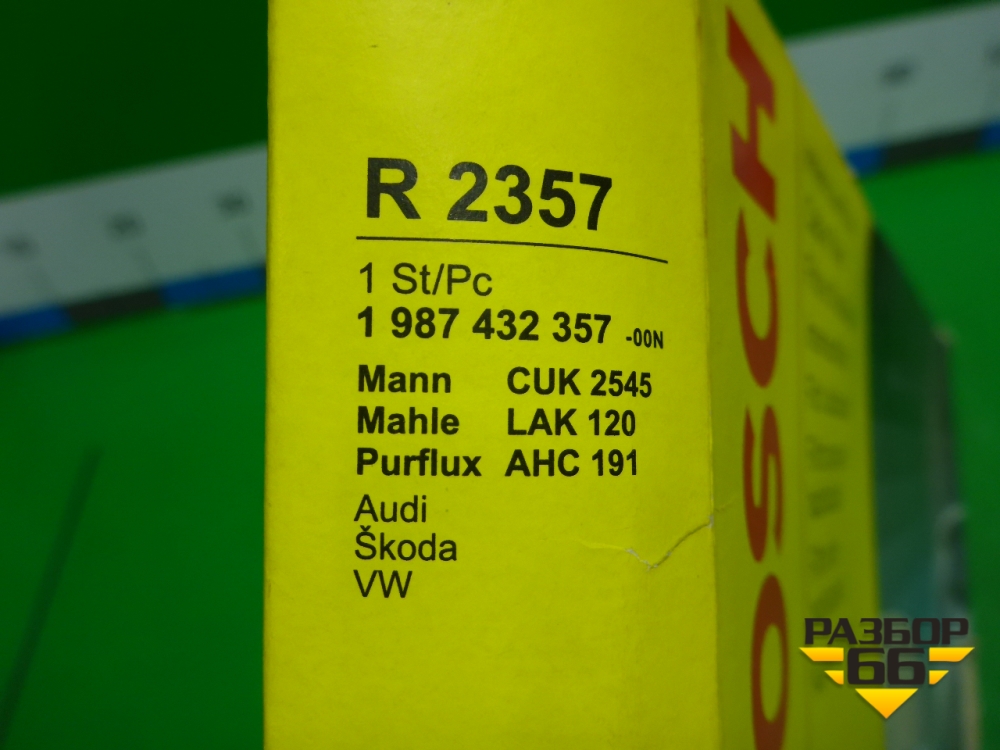 R 2357
1 St/Pc
1 987 432 357 -00N
Mann CUK 2545
Mahle LAK 120
Purflux AHC 191
Audi
Škoda
VW
OSCH
РАЗБОР
66